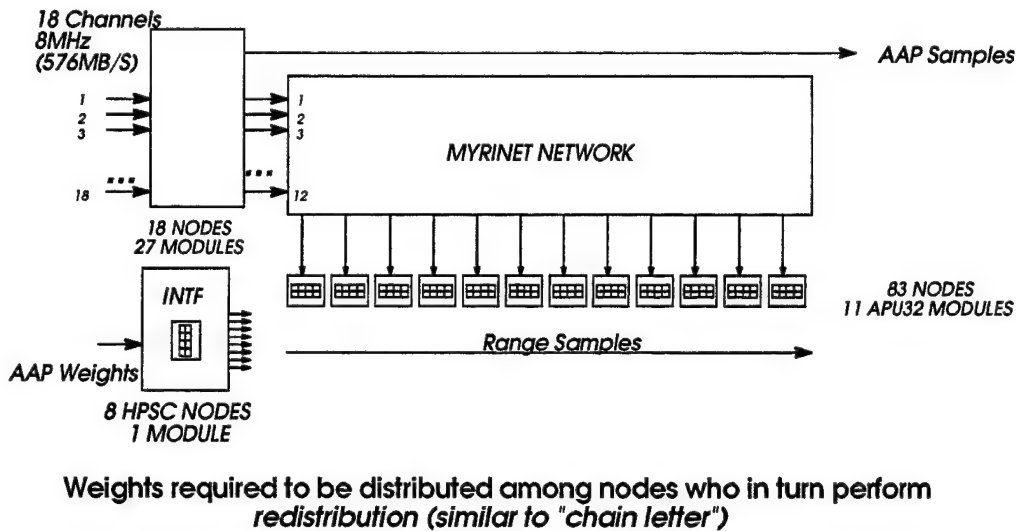 18 Channels
8MHz
(576MB/S)
AAP Samples
1
2
3
18
1
2
3
12
MYRINET NETWORK
18 NODES
27 MODULES
INTF
AAP Weights
8 HPSC NODES
1 MODULE
83 NODES
11 APU32 MODULES
Range Samples
Weights required to be distributed among nodes who in turn perform
redistribution (similar to "chain letter")